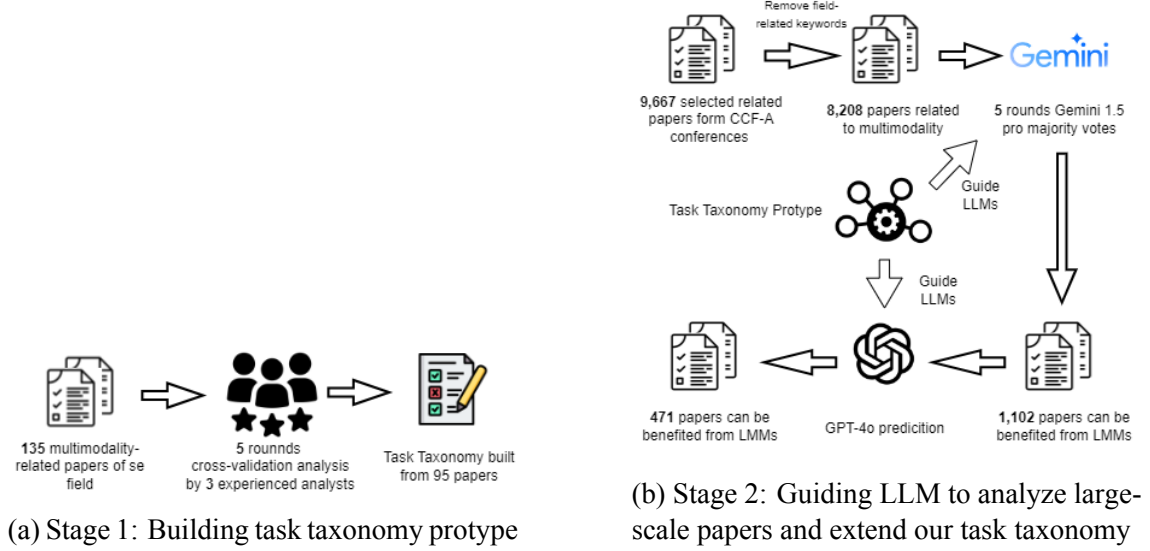 135 multimodality-
related papers of se
field
5 rounnds
cross-validation analysis
by 3 experienced analysts
Task Taxonomy built
from 95 papers
(a) Stage 1: Building task taxonomy protype
Remove field-
related keywords
Gemini
9,667 selected related
papers form CCF-A
conferences
8,208 papers related
to multimodality
5 rounds Gemini 1.5
pro majority votes
Task Taxonomy Protype
Guide
LLMs
Guide
LLMs
471 papers can be
benefited from LMMs
GPT-4o predicition
1,102 papers can be
benefited from LMMs
(b) Stage 2: Guiding LLM to analyze large-
scale papers and extend our task taxonomy